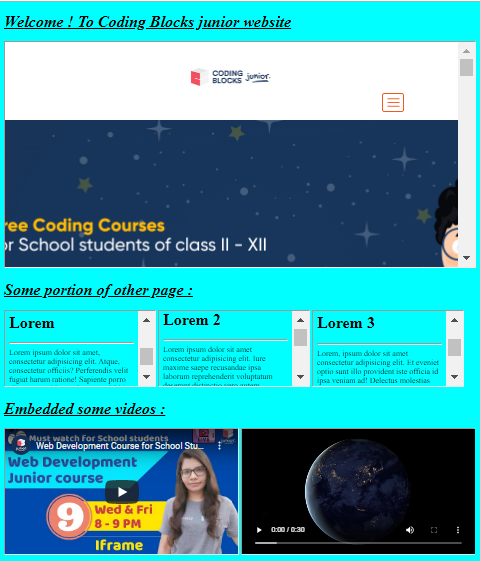 Welcome ! To Coding Blocks junior website
CODING
BLOCKS junior
ree Coding Courses
or School students of class II - XII
Some portion of other page :
Lorem
Lorem ipsum dolor sit amet,
consectetur adipisicing elit. Atque,
consectetur officiis? Perferendis velit
fugiat harum ratione! Sapiente porro
Lorem 2
Lorem ipsum dolor sit amet
consectetur adipisicing elit. Iure
maxime saepe recusandae ipsa
laborum reprehenderit voluptatum
deserunt distinctio vero autem
Lorem 3
Lorem ipsum dolor sit amet,
consectetur adipisicing elit. Et eveniet
optio sunt illo provident iste officia id
ipsa veniam ad! Delectus molestias
Embedded some videos :
Must watch For School students
Web Development Course for School Stu...
Web Development
Junior course
9
Wed & Fri
8 - 9 PM
Iframe
0:00 / 0:30